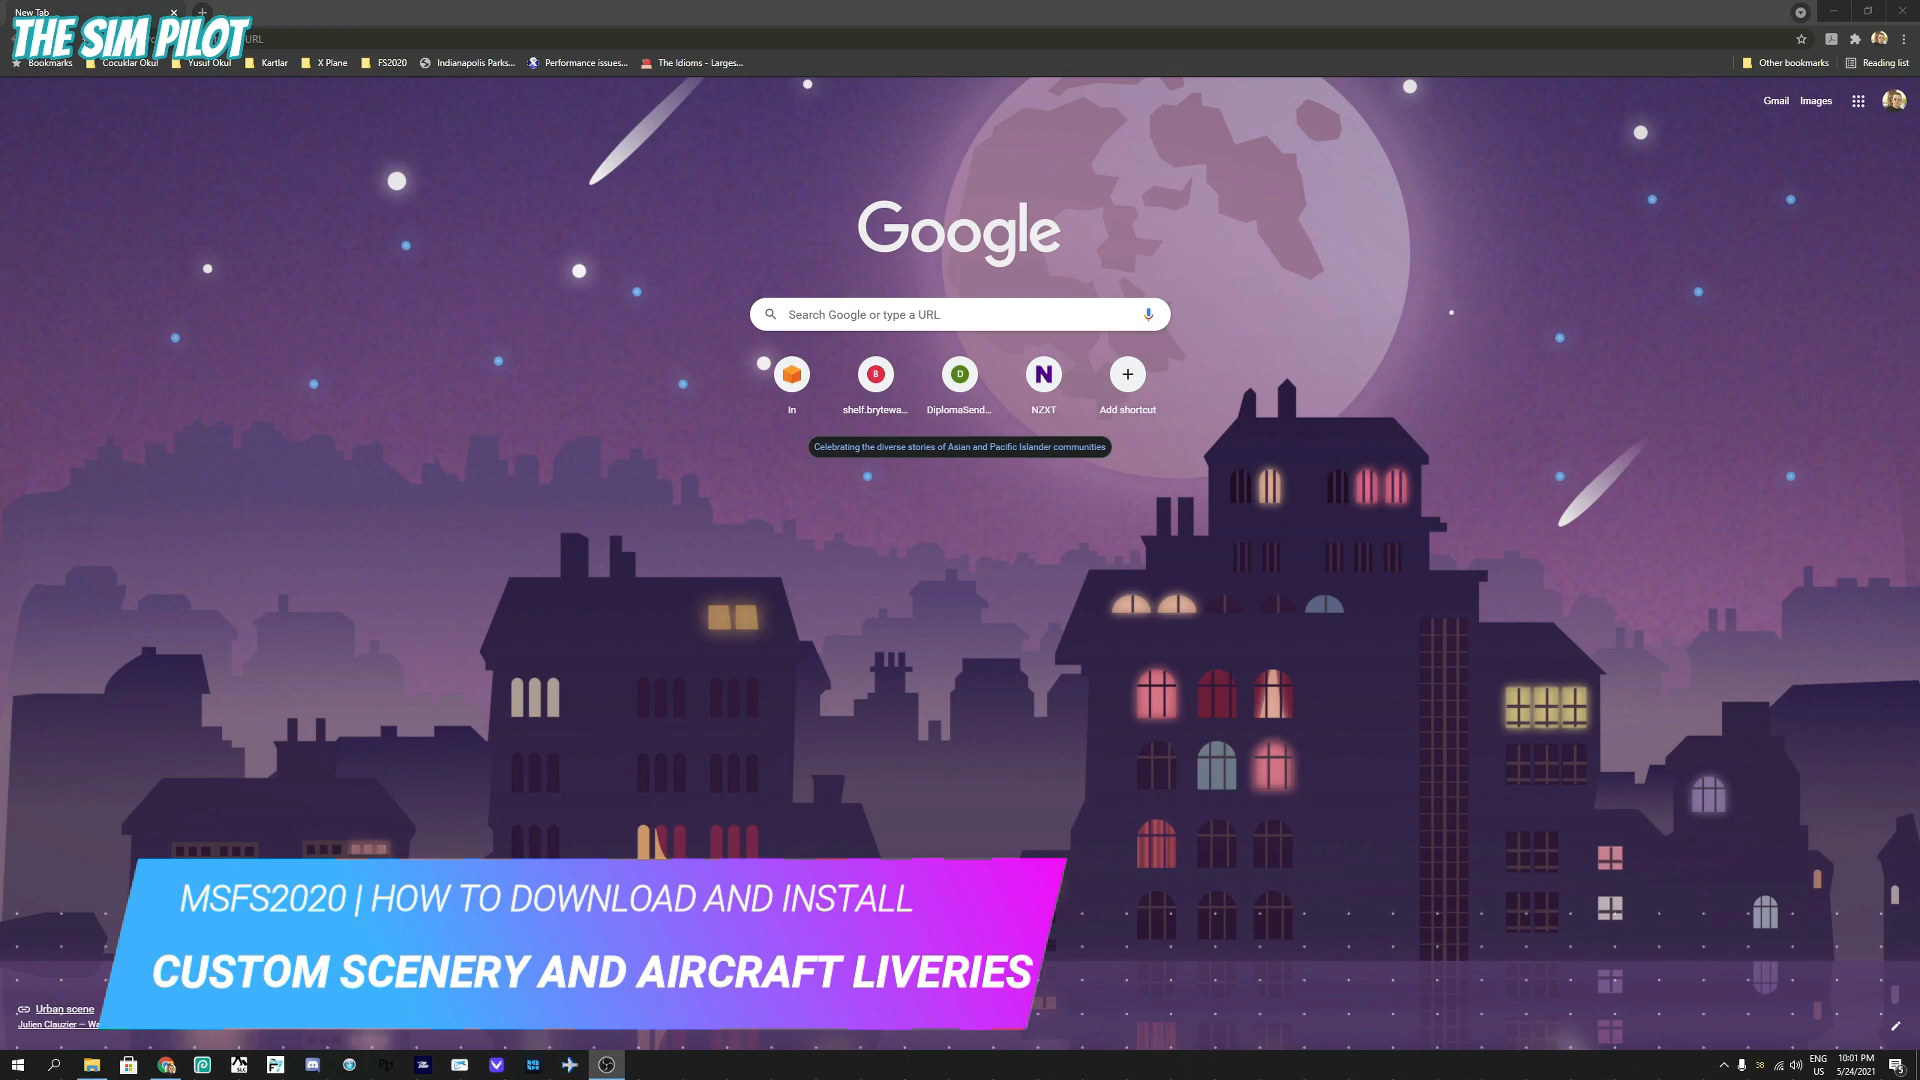 New Tab
THE SIM PILOT
URL
Bookmarks
Cocuklar Okul
Yusuf Okul
Kartlar
X Plane
FS2020
Indianapolis Parks...
Performance issues...
The Idioms - Larges...
Other bookmarks
Reading list
Gmail
Images
Google
Search Google or type a URL
In
shelf.brytewa...
DiplomaSend...
NZXT
Add shortcut
Celebrating the diverse stories of Asian and Pacific Islander communities
MSFS2020 | HOW TO DOWNLOAD AND INSTALL
CUSTOM SCENERY AND AIRCRAFT LIVERIES
Urban scene
Julien Clauzier — Wa
38
ENG
US
10:01 PM
5/24/2021